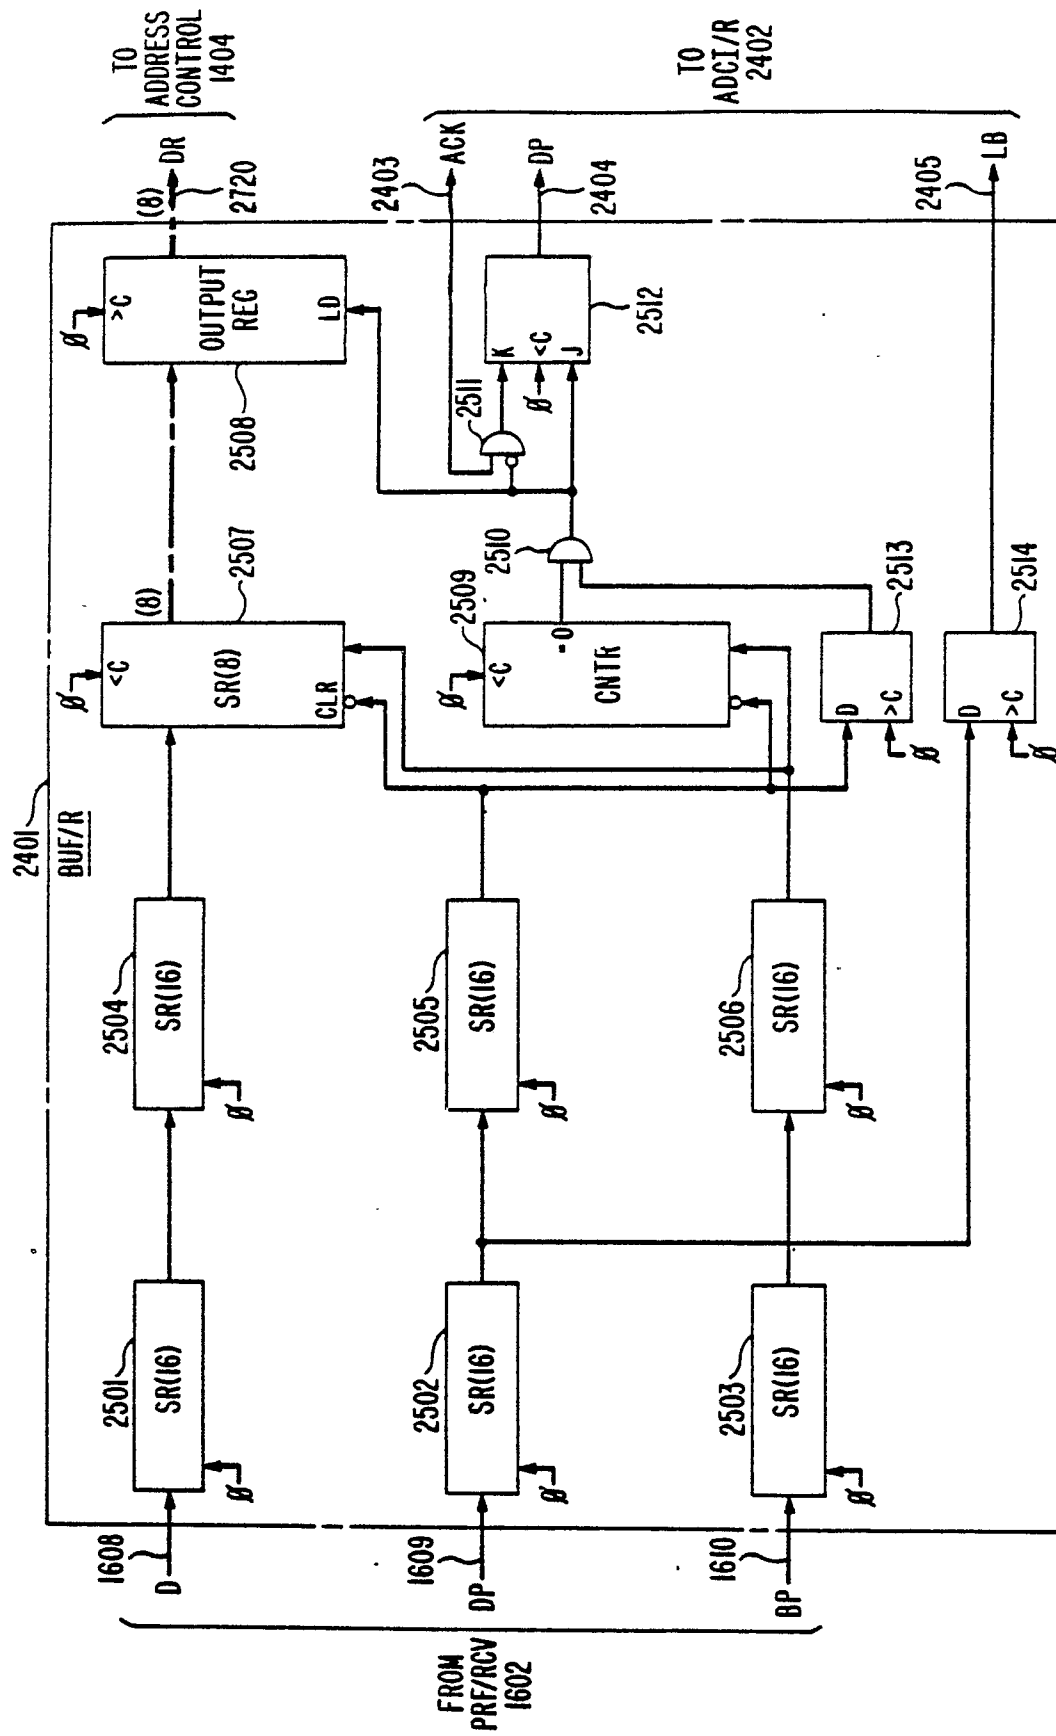 2401
BUF/R
FROM
PRF/RCV
1602
1608
D
2501
SR(16)
Ø
2504
SR(16)
Ø
Ø
<C
SR(8)
CLR
(8)
2507
Ø
>C
OUTPUT
REG
LD
2508
(8)
DR
2720
TO
ADDRESS
CONTROL
1404
1609
DP
2502
SR(16)
Ø
2505
SR(16)
Ø
Ø
<C
2509
CNTR
=0
2510
2511
K
<C
J
Ø
2512
2403
ACK
DP
2404
TO
ADCI/R
2402
1610
BP
2503
SR(16)
Ø
2506
SR(16)
Ø
D
>C
Ø
2513
D
>C
Ø
2514
2405
LB